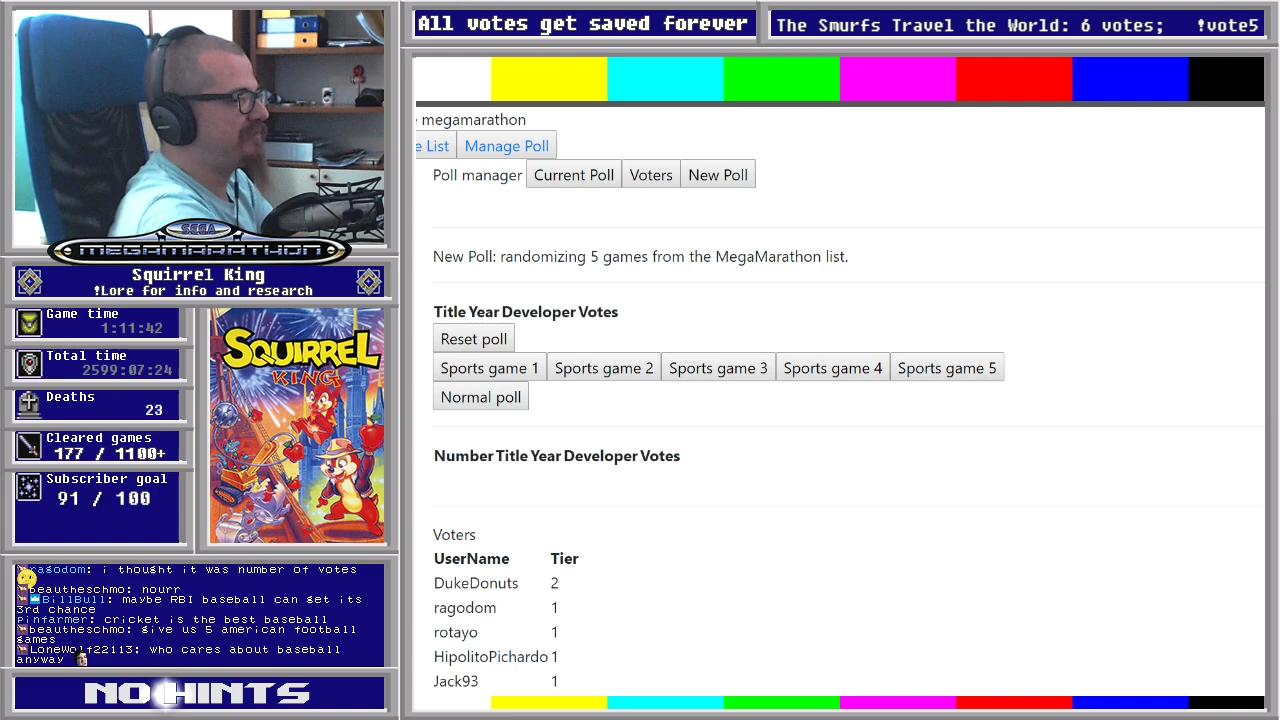 All votes get saved forever
The Smurfs Travel the World: 6 votes; !vote5
megamarathon
e List
Manage Poll
Poll manager
Current Poll
Voters
New Poll
New Poll: randomizing 5 games from the MegaMarathon list.
Title Year Developer Votes
Reset poll
Sports game 1
Sports game 2
Sports game 3
Sports game 4
Sports game 5
Normal poll
Number Title Year Developer Votes
Voters
UserName Tier
DukeDonuts 2
ragodom 1
rotayo 1
HipolitoPichardo 1
Jack93 1
SEGA
MEGAMARATHON
Squirrel King
!Lore for info and research
Game time
1:11:42
Total time
2599:07:24
Deaths
23
Cleared games
177 / 1100+
Subscriber goal
91 / 100
SQUIRREL
KING
ragodom: i thought it was number of votes
beautheschmo: nourr
BillBull: maybe RBI baseball can get its
3rd chance
pinfarmer: cricket is the best baseball
beautheschmo: give us 5 american football
games
LoneWolf22113: who cares about baseball
anyway
NO HINTS